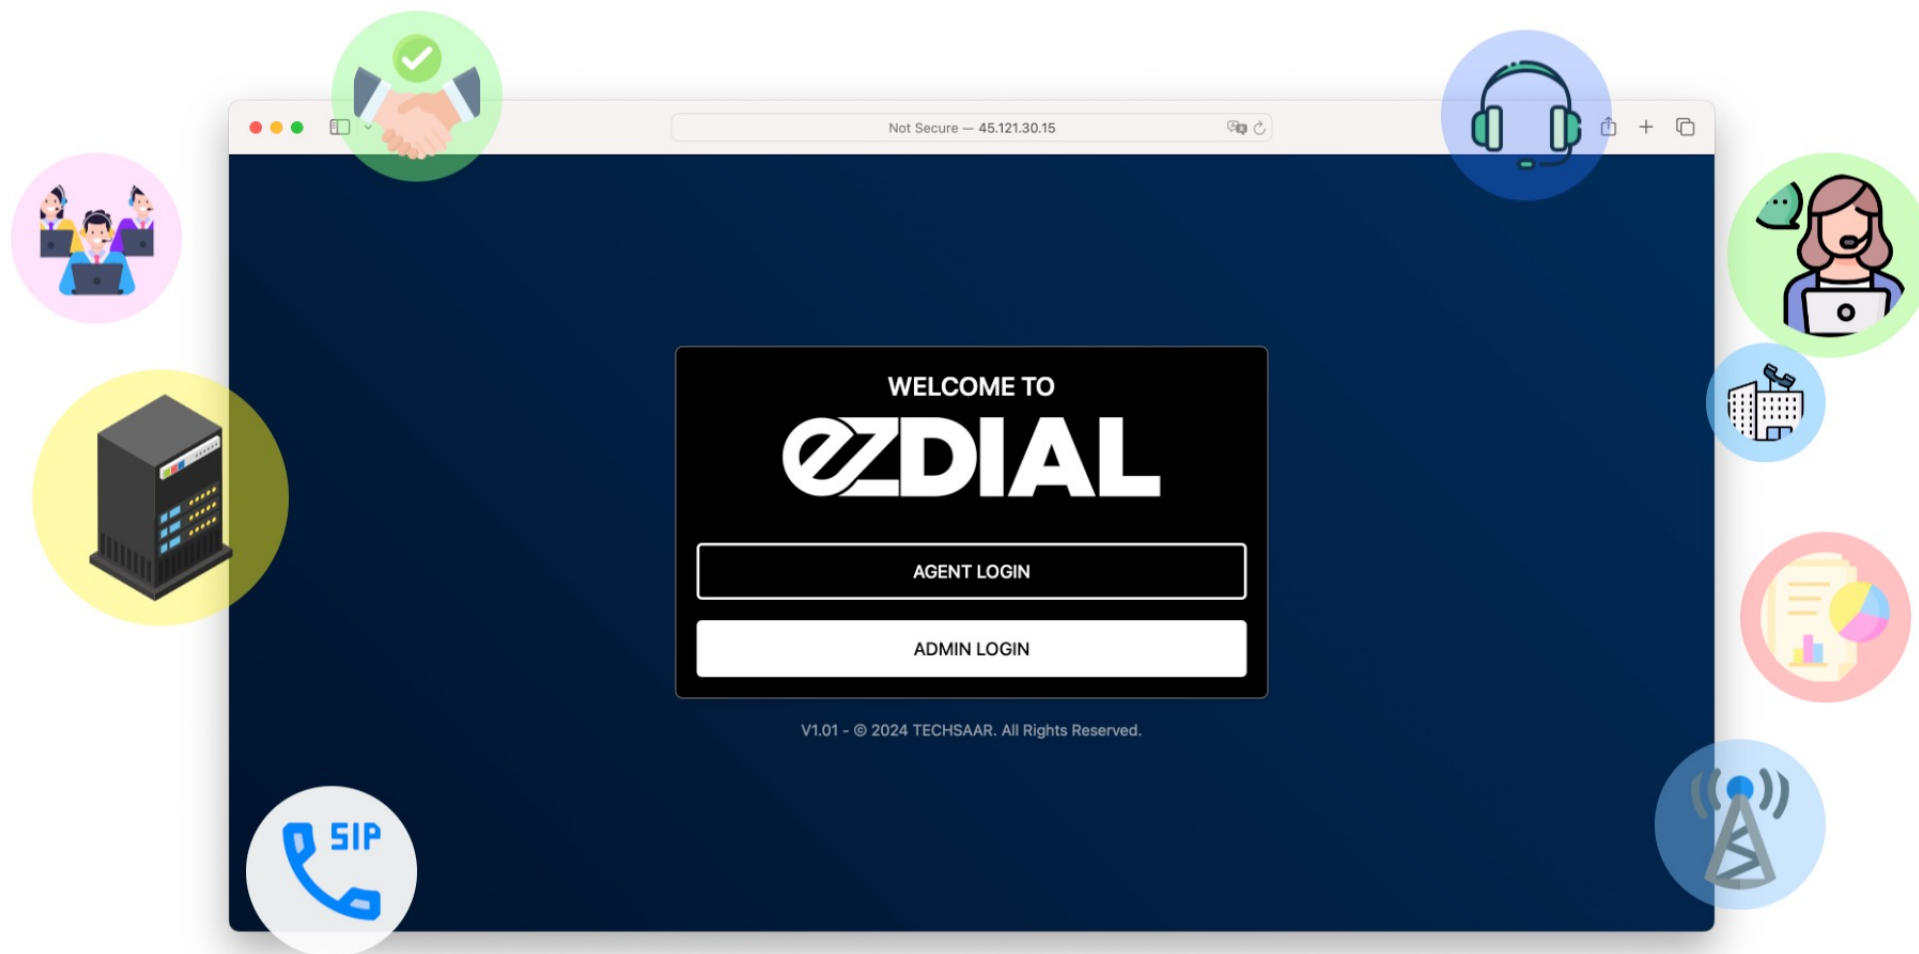 Not Secure — 45.121.30.15
WELCOME TO
eZDIAL
AGENT LOGIN
ADMIN LOGIN
V1.01 - © 2024 TECHSAAR. All Rights Reserved.
SIP